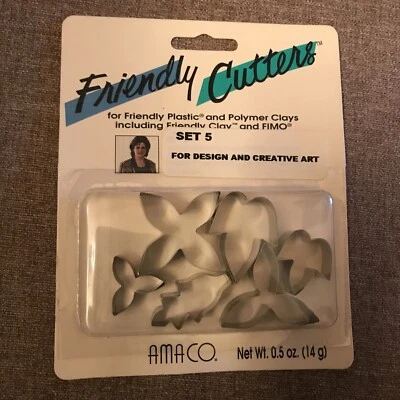 Friendly Cutters™
for Friendly Plastic® and Polymer Clays
including Friendly Clay™ and FIMO®
SET 5
FOR DESIGN AND CREATIVE ART
AMACO® Net Wt. 0.5 oz. (14 g)